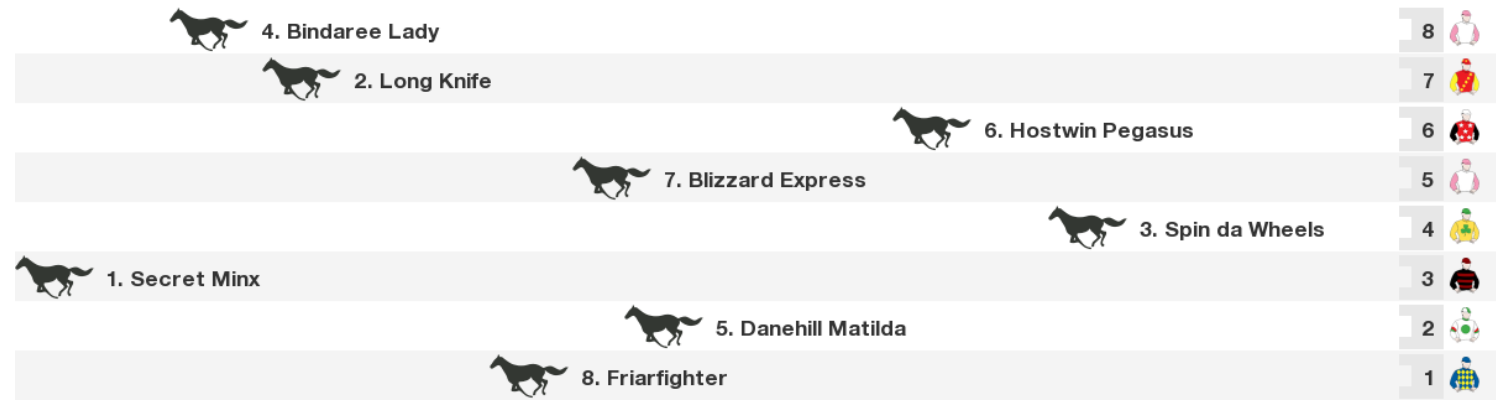 4. Bindaree Lady 8
2. Long Knife 7
6. Hostwin Pegasus 6
7. Blizzard Express 5
3. Spin da Wheels 4
1. Secret Minx 3
5. Danehill Matilda 2
8. Friarfighter 1